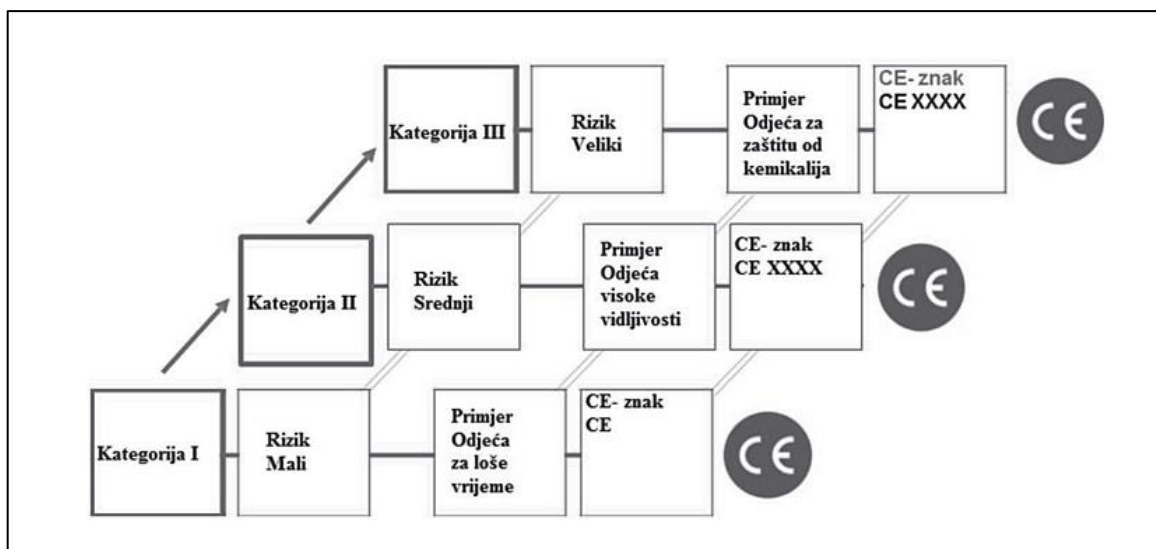 Kategorija III
Rizik
Veliki
Primjer
Odjeća za
zaštitu od
kemikalija
CE- znak
CE XXXX
CE
Kategorija II
Rizik
Srednji
Primjer
Odjeća
visoke
vidljivosti
CE- znak
CE XXXX
CE
Kategorija I
Rizik
Mali
Primjer
Odjeća
za loše
vrijeme
CE- znak
CE
CE